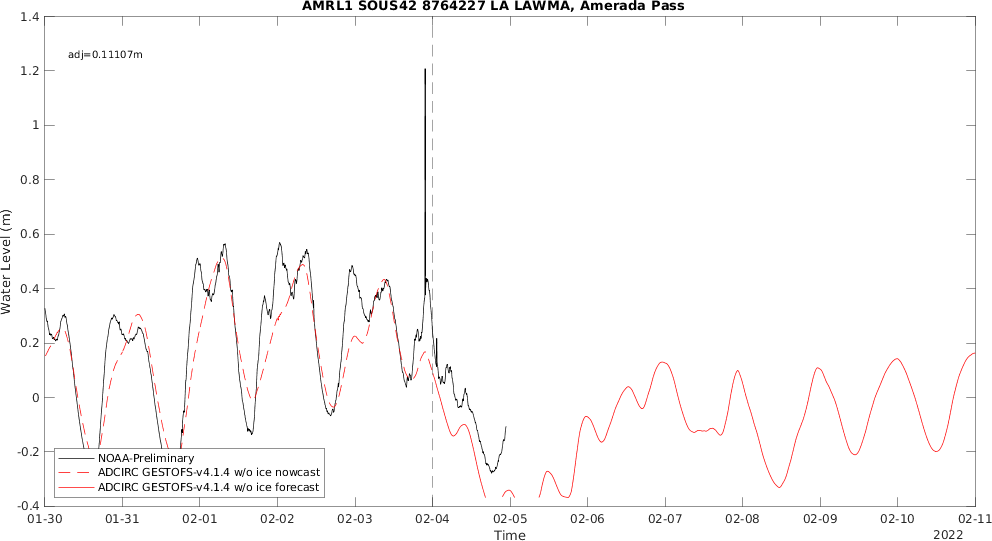 AMRL1 SOUS42 8764227 LA LAWMA, Amerada Pass
adj=0.11107m
1.4
1.2
1
0.8
0.6
0.4
0.2
0
-0.2
-0.4
Water Level (m)
NOAA-Preliminary
ADCIRC GESTOFS-v4.1.4 w/o ice nowcast
ADCIRC GESTOFS-v4.1.4 w/o ice forecast
01-30 01-31 02-01 02-02 02-03 02-04 02-05 02-06 02-07 02-08 02-09 02-10 02-11
Time
2022